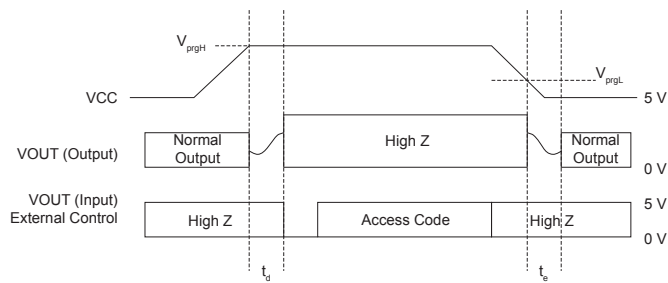 VprgH
VprgL
VCC
5 V
Normal
Output
High Z
Normal
Output
VOUT (Output)
0 V
VOUT (Input)
External Control
High Z
Access Code
High Z
5 V
0 V
td
te